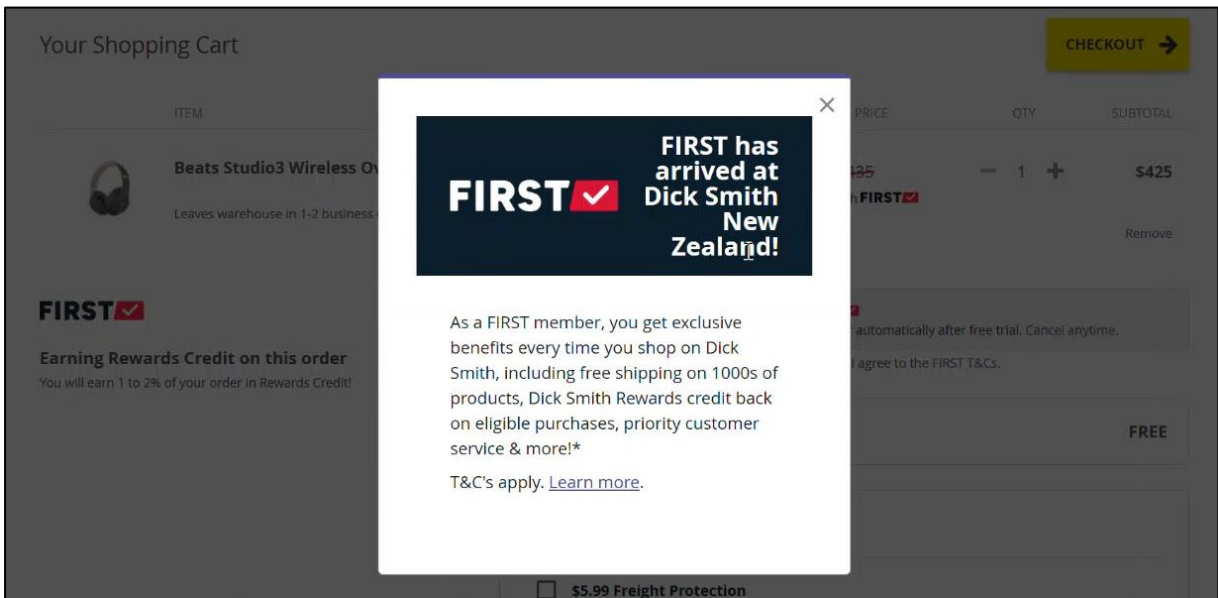 Your Shopping Cart
CHECKOUT
ITEM
PRICE
QTY
SUBTOTAL
Beats Studio3 Wireless
435
1
$425
FIRST
Leaves warehouse in 1-2 business
Remove
FIRST
FIRST has
arrived at
Dick Smith
New
Zealand!
FIRST
Earning Rewards Credit on this order
You will earn 1 to 2% of your order in Rewards Credit!
As a FIRST member, you get exclusive
benefits every time you shop on Dick
Smith, including free shipping on 1000s of
products, Dick Smith Rewards credit back
on eligible purchases, priority customer
service & more!*
T&C's apply. Learn more.
automatically after free trial. Cancel anytime.
I agree to the FIRST T&Cs.
FREE
$5.99 Freight Protection